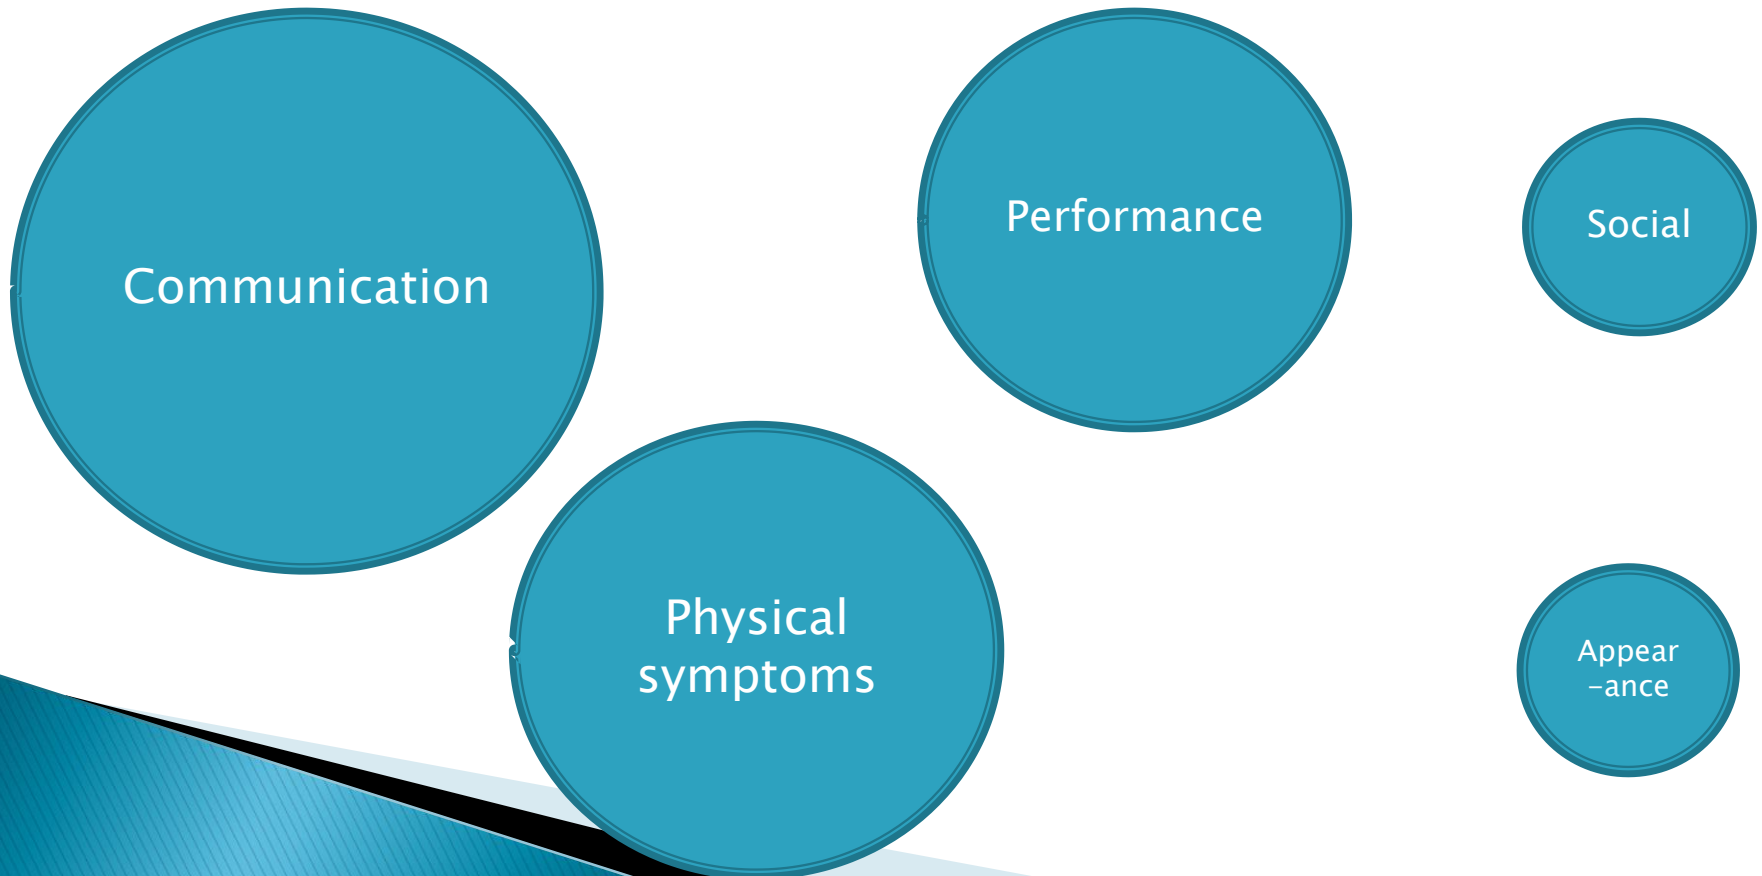 Communication
Performance
Social
Physical
symptoms
Appear
-ance